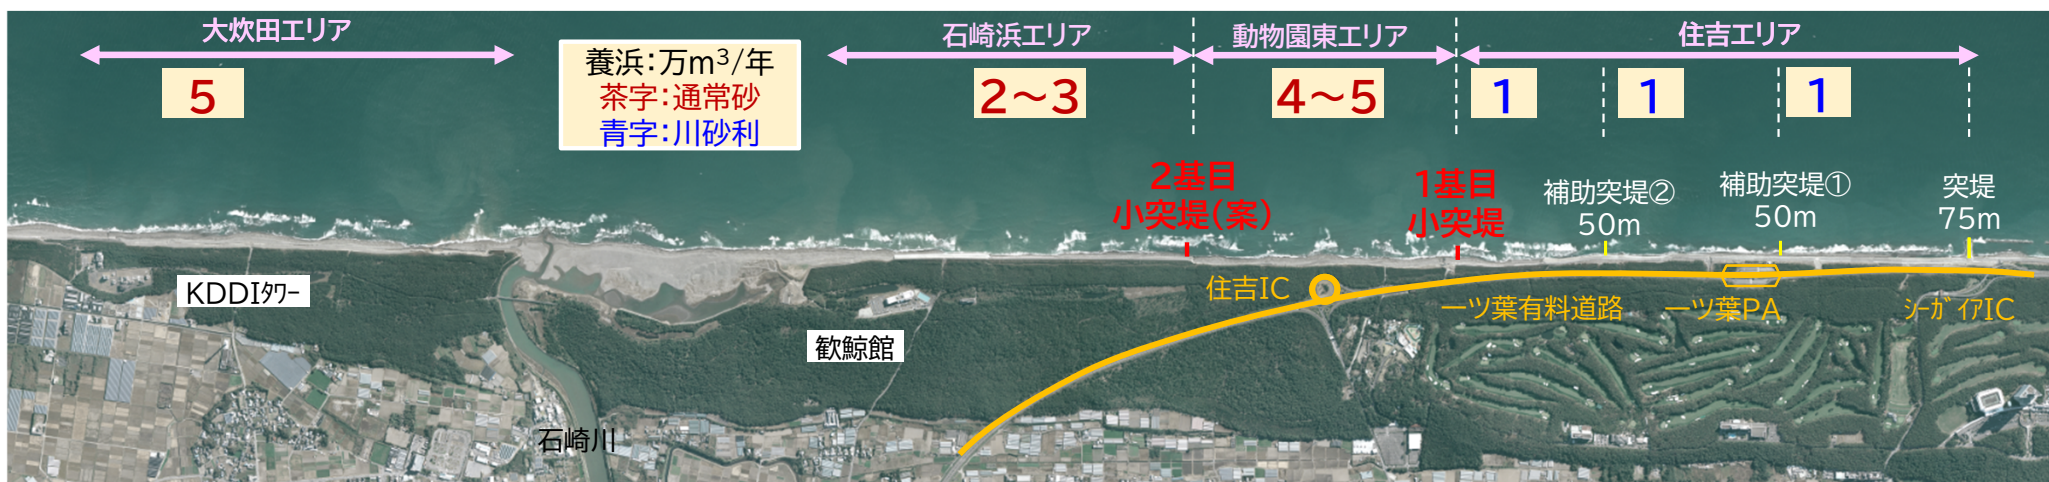 大炊田エリア
石崎浜エリア
動物園東エリア
住吉エリア
5
養浜：万m³/年
茶字：通常砂
青字：川砂利
2～3
4～5
1
1
1
2基目
小突堤（案）
1基目
小突堤
補助突堤②
50m
補助突堤①
50m
突堤
75m
KDDIﾀﾜｰ
住吉IC
一ツ葉有料道路
一ツ葉PA
ｼｰｶﾞｲｱIC
歓鯨館
石崎川